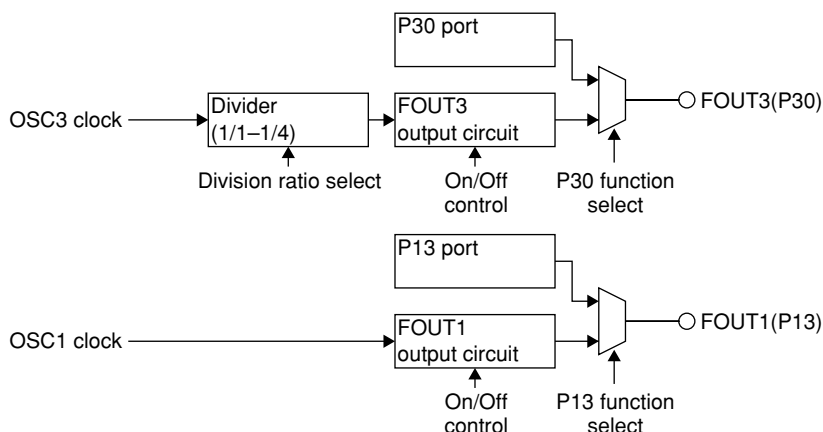 P30 port
OSC3 clock
Divider
(1/1–1/4)
FOUT3
output circuit
FOUT3(P30)
Division ratio select
On/Off
control
P30 function
select
P13 port
OSC1 clock
FOUT1
output circuit
FOUT1(P13)
On/Off
control
P13 function
select